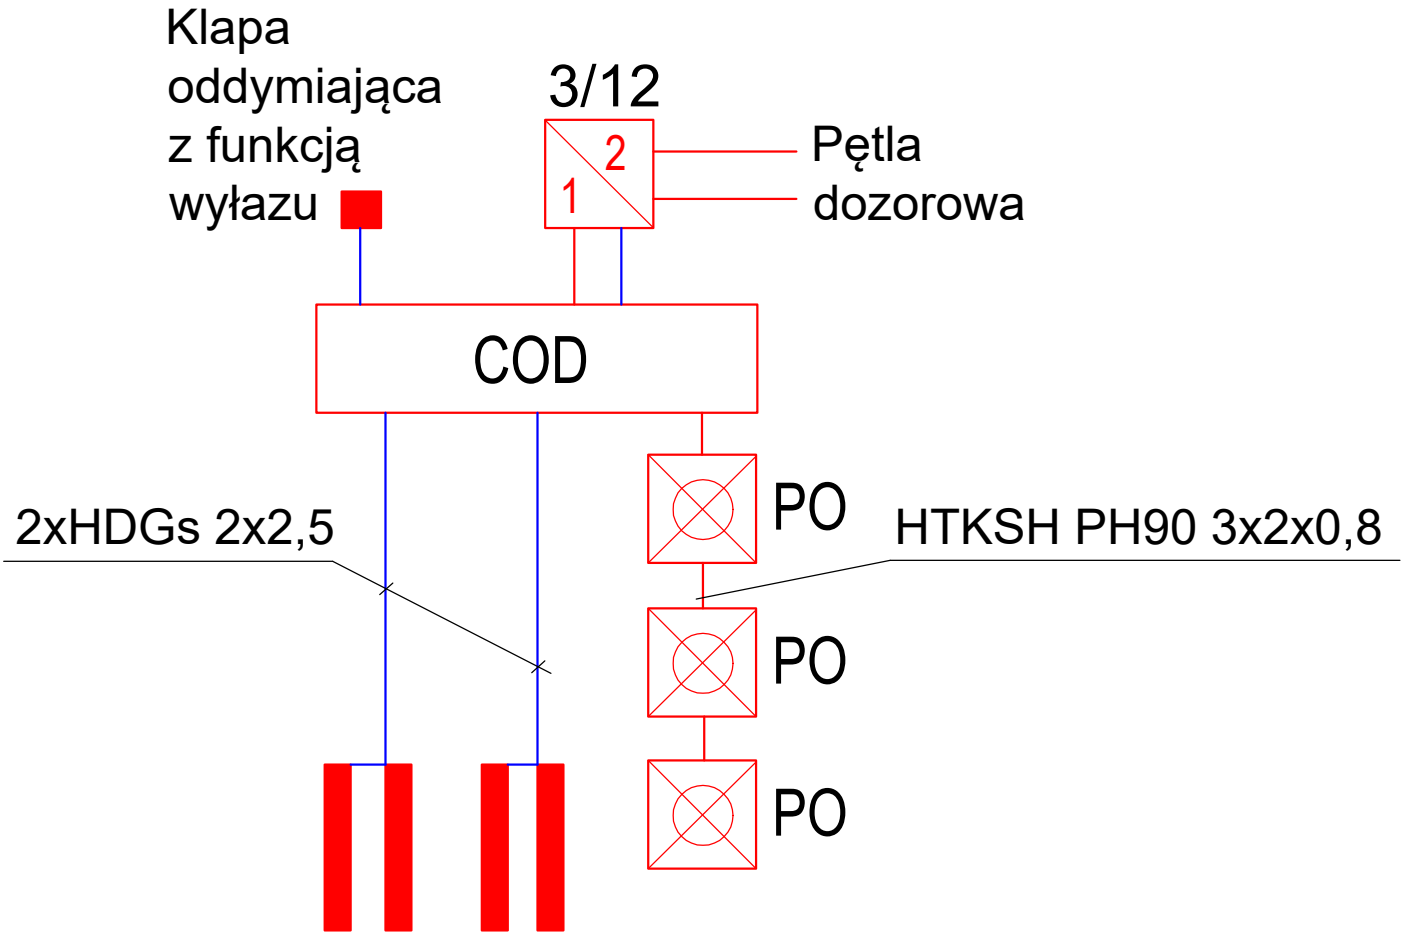 Klapa
oddymiająca
z funkcją
wyłazu
3/12
2
1
Pętla
dozorowa
COD
PO
2xHDGs 2x2,5
HTKSH PH90 3x2x0,8
PO
PO